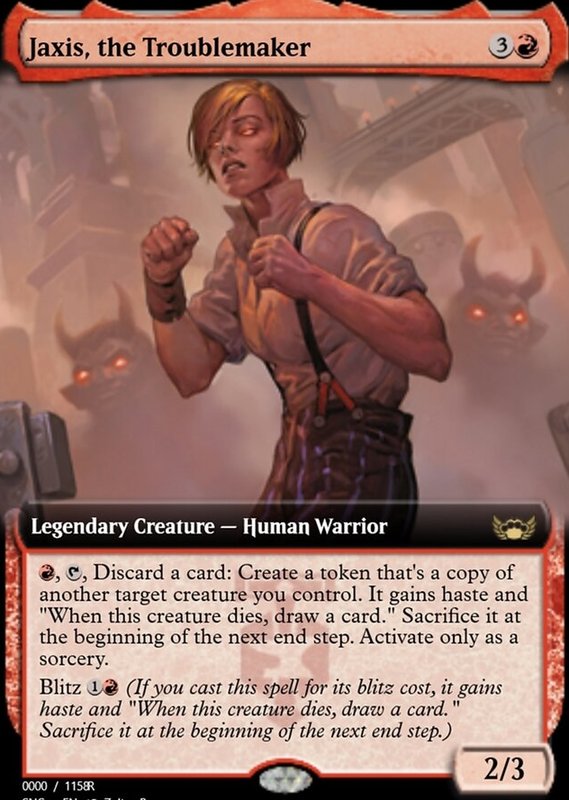 Jaxis, the Troublemaker 3
Legendary Creature — Human Warrior
, , Discard a card: Create a token that's a copy of
another target creature you control. It gains haste and
"When this creature dies, draw a card." Sacrifice it at
the beginning of the next end step. Activate only as a
sorcery.
Blitz 1 (If you cast this spell for its blitz cost, it gains
haste and "When this creature dies, draw a card."
Sacrifice it at the beginning of the next end step.)
2/3
0000 / 1158R